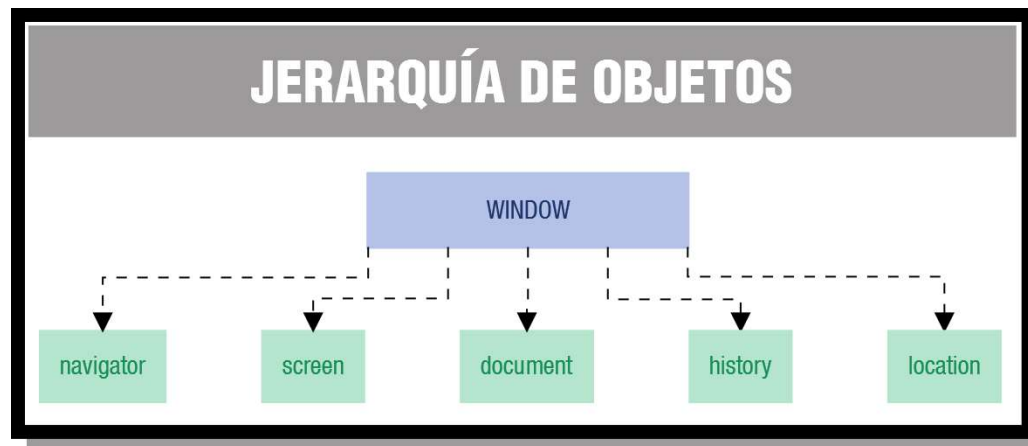 JERARQUÍA DE OBJETOS
WINDOW
navigator
screen
document
history
location